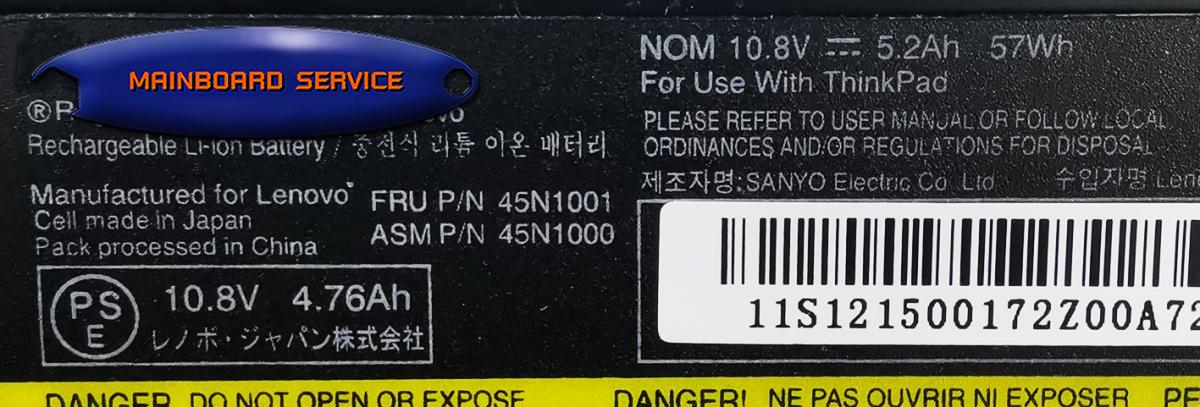 MAINBOARD SERVICE
Rechargeable Li-Ion Battery / 충전식 리튬 이온 배터리
Manufactured for Lenovo
Cell made in Japan
Pack processed in China
FRU P/N 45N1001
ASM P/N 45N1000
PS
E
10.8V 4.76Ah
レノボ・ジャパン株式会社
NOM 10.8V ⎓ 5.2Ah 57Wh
For Use With ThinkPad
PLEASE REFER TO USER MANUAL OR FOLLOW LOCAL
ORDINANCES AND/OR REGULATIONS FOR DISPOSAL
제조자명:SANYO Electric Co Ltd 수입자명
11S121500172Z00A72
DANGER DO NOT OPEN OR EXPOSE
DANGER! NE PAS OUVRIR NI EXPOSER